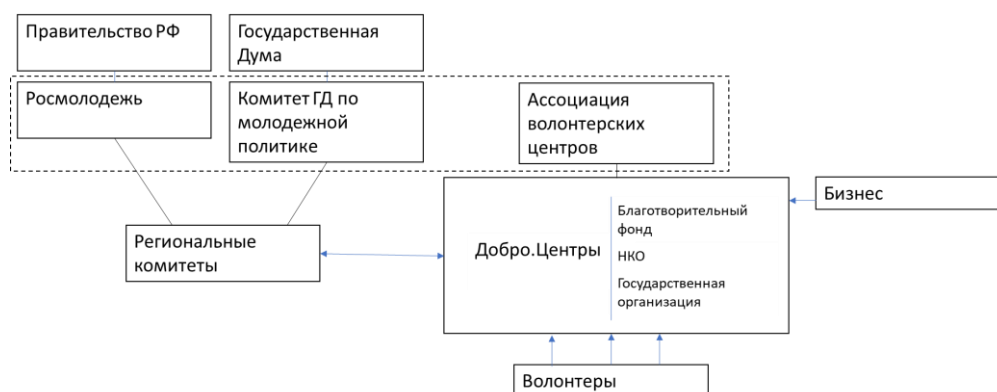 Правительство РФ
Государственная
Дума
Росмолодежь
Комитет ГД по
молодежной
политике
Ассоциация
волонтерских
центров
Бизнес
Региональные
комитеты
Добро.Центры
Благотворительный
фонд
НКО
Государственная
организация
Волонтеры